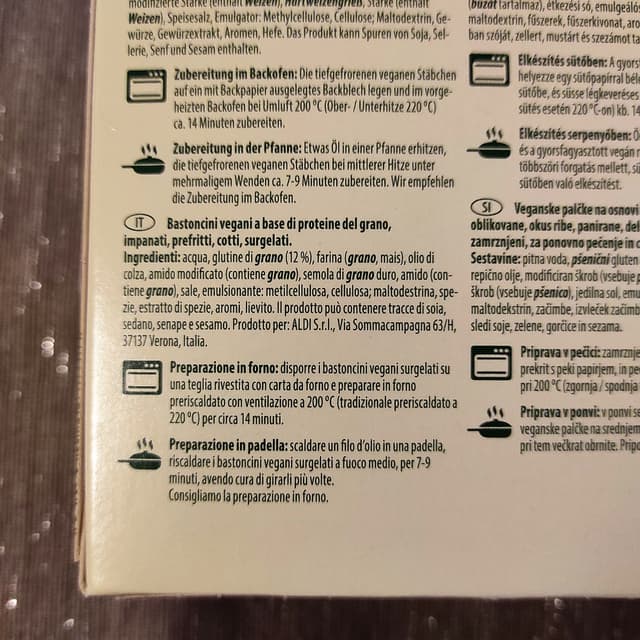 modifizierte Stärke (enthält Weizen), Hartweizengrieß, Stärke (enthält
Weizen), Speisesalz, Emulgator: Methylcellulose, Cellulose; Maltodextrin, Ge-
würze, Gewürzextrakt, Aromen, Hefe. Das Produkt kann Spuren von Soja, Sel-
lerie, Senf und Sesam enthalten.
Zubereitung im Backofen: Die tiefgefrorenen veganen Stäbchen
auf ein mit Backpapier ausgelegtes Backblech legen und im vorge-
heizten Backofen bei Umluft 200 °C (Ober- / Unterhitze 220 °C)
ca. 14 Minuten zubereiten.
Zubereitung in der Pfanne: Etwas Öl in einer Pfanne erhitzen,
die tiefgefrorenen veganen Stäbchen bei mittlerer Hitze unter
mehrmaligem Wenden ca. 7-9 Minuten zubereiten. Wir empfehlen
die Zubereitung im Backofen.
IT Bastoncini vegani a base di proteine del grano,
impanati, prefritti, cotti, surgelati.
Ingredienti: acqua, glutine di grano (12 %), farina (grano, mais), olio di
colza, amido modificato (contiene grano), semola di grano duro, amido (con-
tiene grano), sale, emulsionante: metilcellulosa, cellulosa; maltodestrina, spe-
zie, estratto di spezie, aromi, lievito. Il prodotto può contenere tracce di soia,
sedano, senape e sesamo. Prodotto per: ALDI S.r.l., Via Sommacampagna 63/H,
37137 Verona, Italia.
Preparazione in forno: disporre i bastoncini vegani surgelati su
una teglia rivestita con carta da forno e preparare in forno
preriscaldato con ventilazione a 200 °C (tradizionale preriscaldato a
220 °C) per circa 14 minuti.
Preparazione in padella: scaldare un filo d'olio in una padella,
riscaldare i bastoncini vegani surgelati a fuoco medio, per 7-9
minuti, avendo cura di girarli più volte.
Consigliamo la preparazione in forno.
(búzát tartalmaz), étkezési só, emulgeálós
maltodextrin, fűszerek, fűszerkivonat, aro
ban szóját, zellert, mustárt és szezámot ta
Elkészítés sütőben: A gyors
helyezze egy sütőpapírral béle
sütőbe, és süsse légkeveréses
sütés esetén 220 °C-on) kb. 14
Elkészítés serpenyőben: Ö
és a gyorsfagyasztott vegán r
többszöri forgatás mellett, sü
sütőben való elkészítést.
SI Veganske palčke na osnovi
oblikovane, okus ribe, panirane, del
zamrznjeni, za ponovno pečenje in c
Sestavine: pitna voda, pšenični gluten
repično olje, modificiran škrob (vsebuje p
škrob (vsebuje pšenico), jedilna sol, emu
maltodekstrin, začimbe, izvleček začimb
sledi soje, zelene, gorčice in sezama.
Priprava v pečici: zamrznje
prekrit s peki papirjem, in pe
pri 200 °C (zgornja / spodnja
Priprava v ponvi: v ponvi se
veganske palčke na srednjem
pri tem večkrat obrnite. Pripo